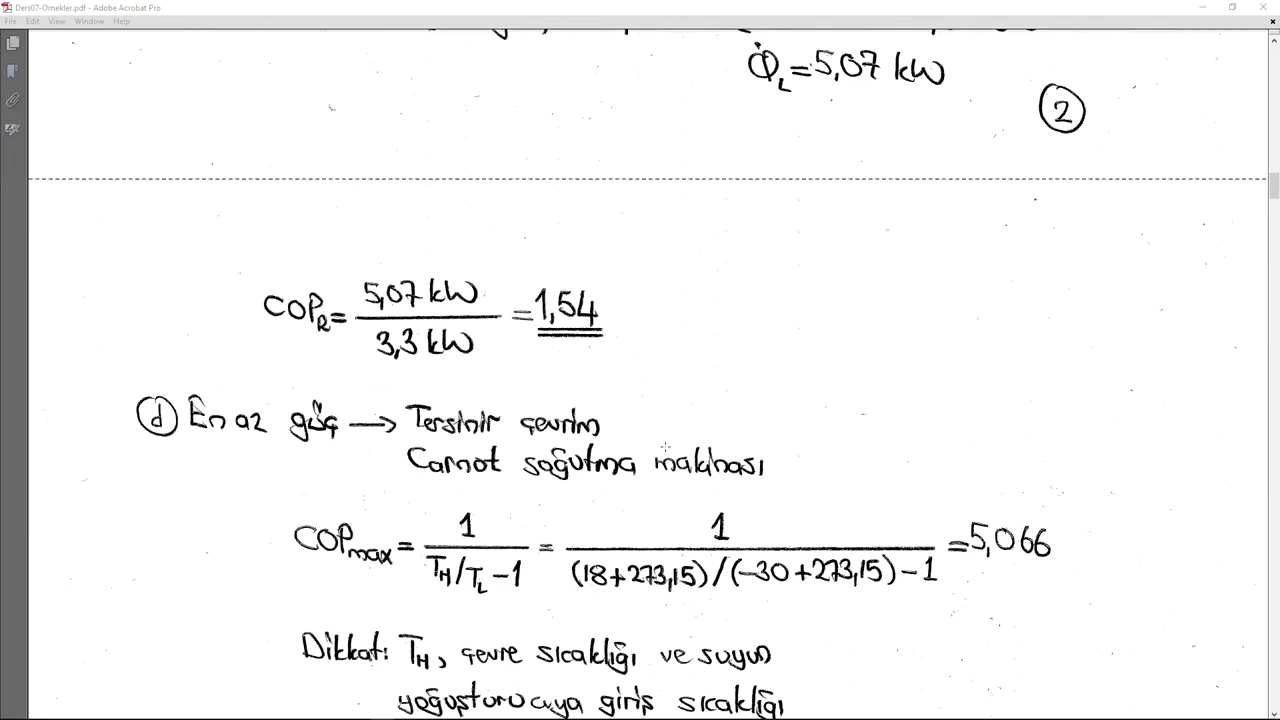 Ders07-Ornekler.pdf - Adobe Acrobat Pro
File Edit View Window Help
Q̇L = 5,07 kW
2
COPR = 5,07 kW / 3,3 kW = 1,54
d En az güç → Tersinir çevrim
Carnot soğutma makinası
COPmax = 1 / (TH/TL - 1) = 1 / ((18+273,15)/(-30+273,15) - 1) = 5,066
Dikkat: TH, çevre sıcaklığı ve suyun
yoğuşturucuya giriş sıcaklığı